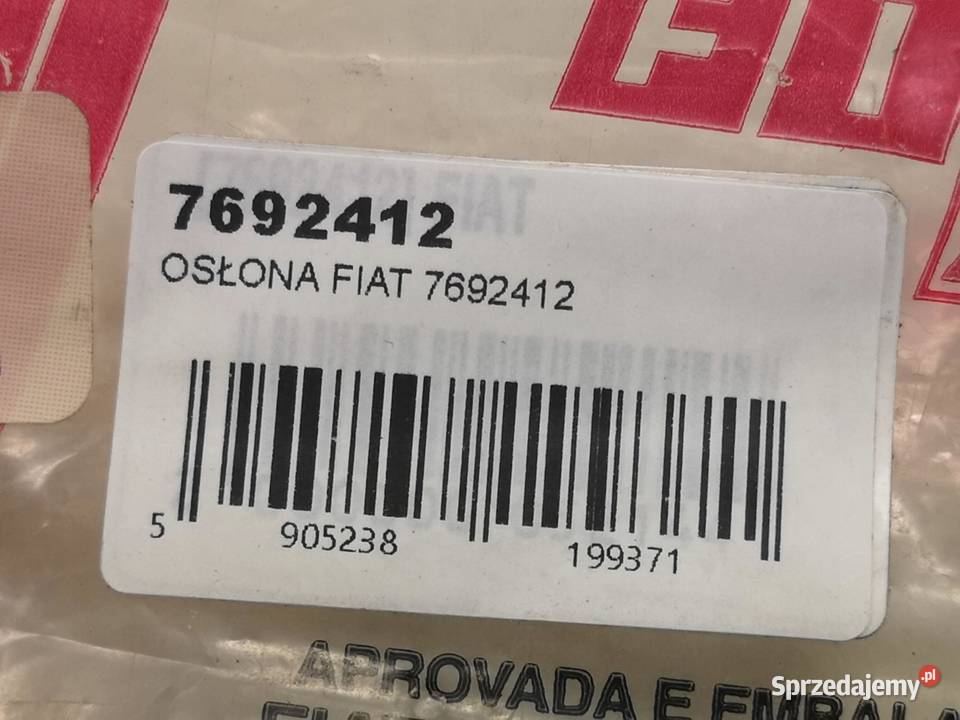 7692412
OSŁONA FIAT 7692412
5 905238 199371
APROVADA E EMBALA
Sprzedajemy.pl